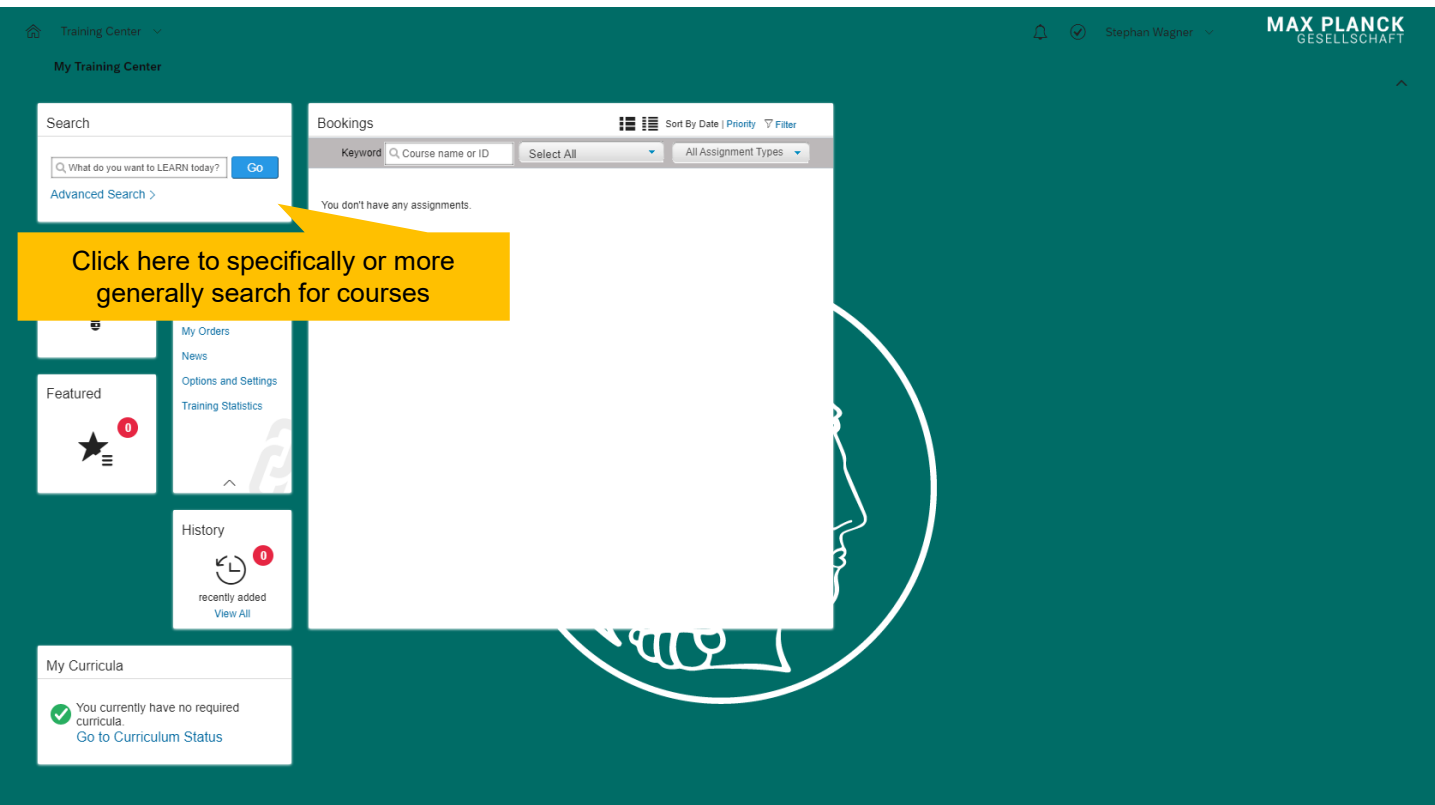 Training Center
Stephan Wagner
MAX PLANCK
GESELLSCHAFT
My Training Center
Search
What do you want to LEARN today?
Go
Advanced Search >
Bookings
Sort By Date | Priority
Filter
Keyword
Course name or ID
Select All
All Assignment Types
You don't have any assignments.
Click here to specifically or more
generally search for courses
My Orders
News
Options and Settings
Training Statistics
Featured
0
History
0
recently added
View All
My Curricula
You currently have no required
curricula.
Go to Curriculum Status